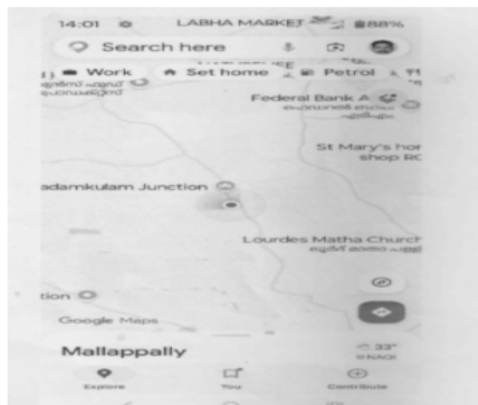 14:01 LABHA MARKET 88%
Search here
Work Set home Petrol
Federal Bank A
St Mary's hor
shop RC
adamkulam Junction
Lourdes Matha Church
tion
Google Maps
Mallappally 33°
NAQI
Explore You Contribute